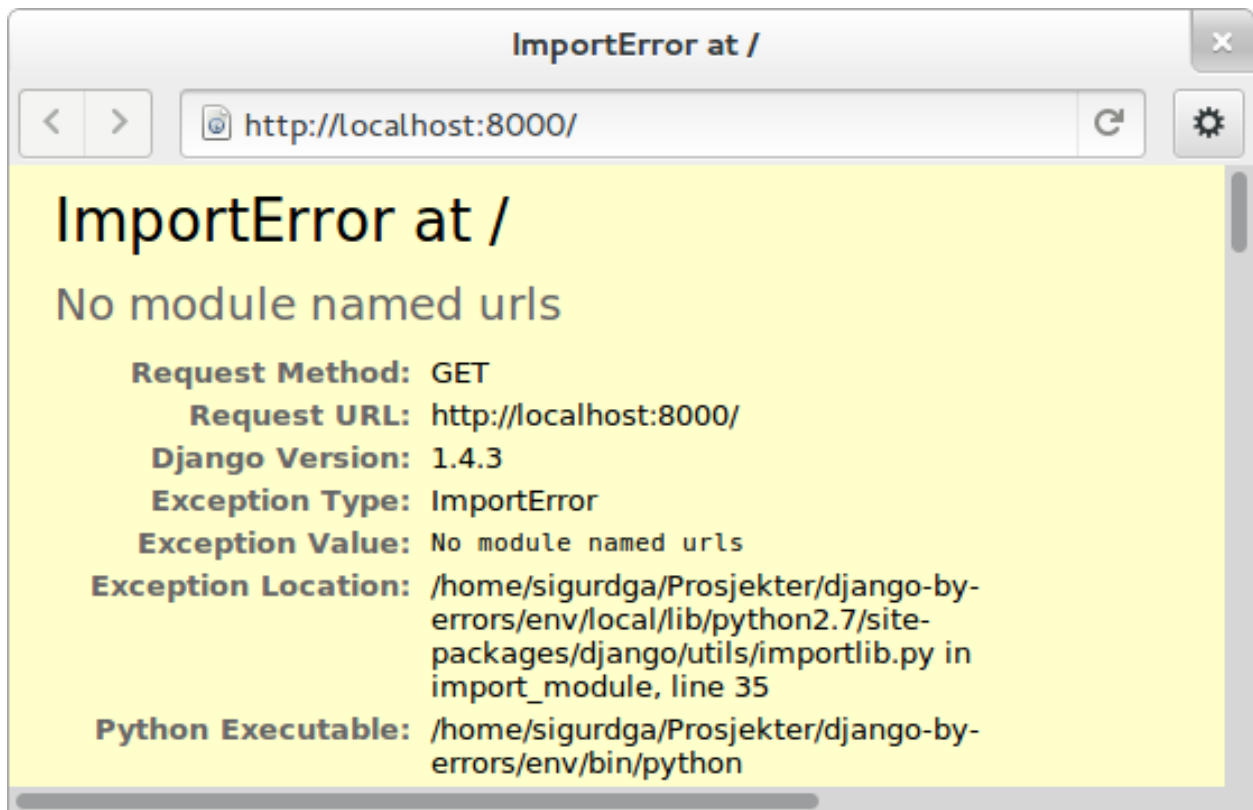 ImportError at /
http://localhost:8000/
ImportError at /
No module named urls
Request Method: GET
Request URL: http://localhost:8000/
Django Version: 1.4.3
Exception Type: ImportError
Exception Value: No module named urls
Exception Location: /home/sigurdga/Prosjekter/django-by-
errors/env/local/lib/python2.7/site-
packages/django/utils/importlib.py in
import_module, line 35
Python Executable: /home/sigurdga/Prosjekter/django-by-
errors/env/bin/python